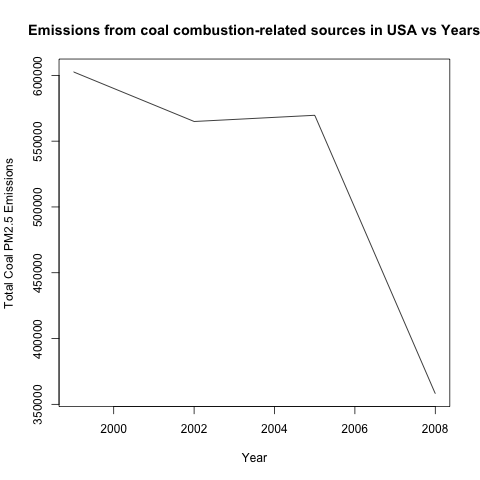 Emissions from coal combustion-related sources in USA vs Years
Total Coal PM2.5 Emissions
600000
550000
500000
450000
400000
350000
2000 2002 2004 2006 2008
Year